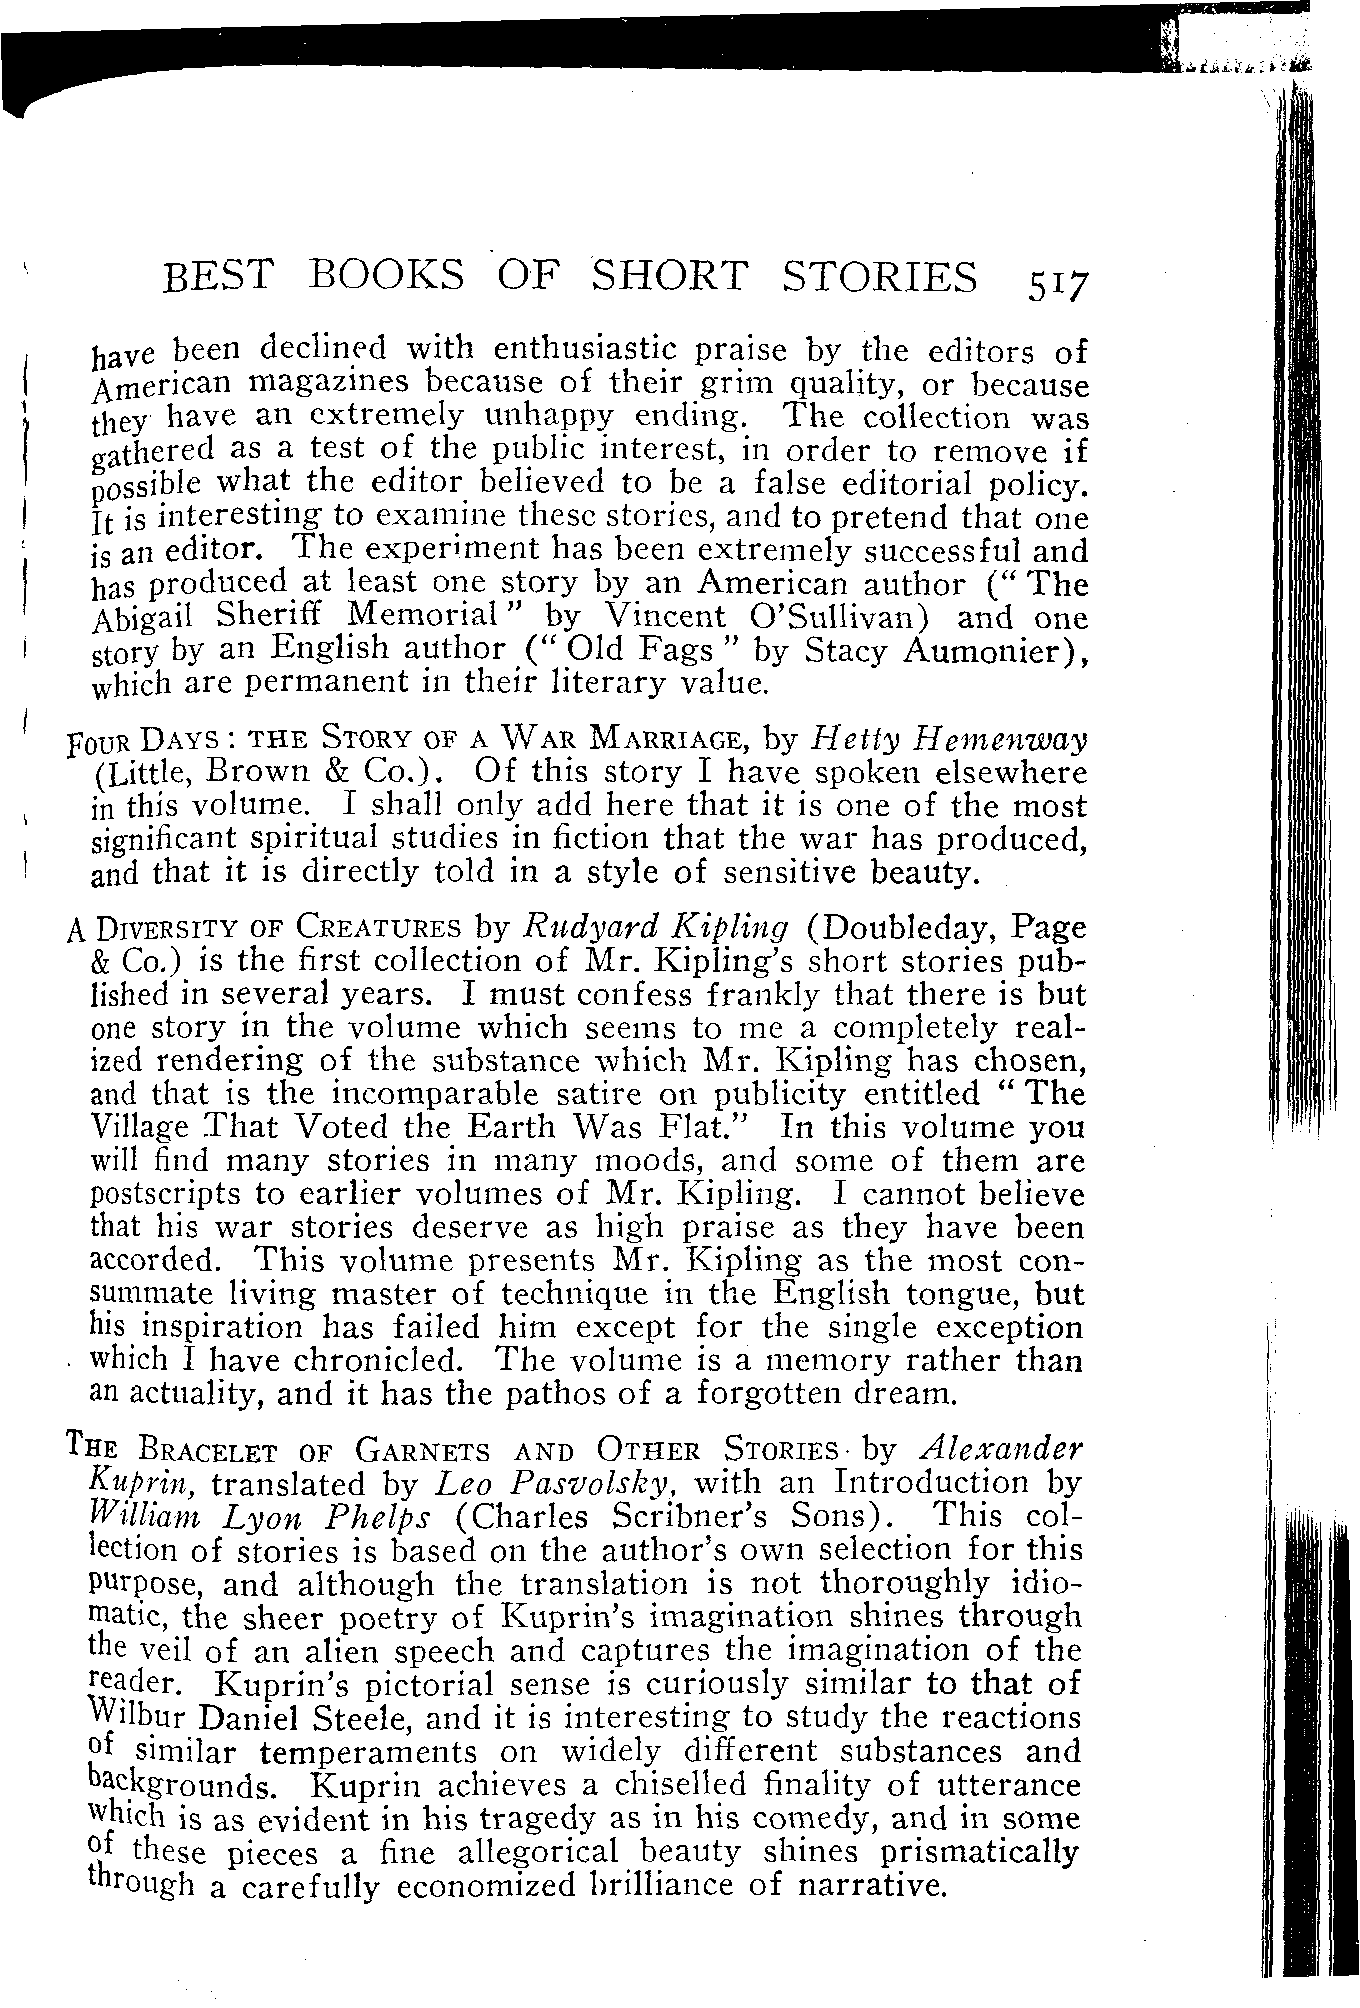 BEST BOOKS OF SHORT STORIES 517
have been declined with enthusiastic praise by the editors of
American magazines because of their grim quality, or because
they have an extremely unhappy ending. The collection was
gathered as a test of the public interest, in order to remove if
possible what the editor believed to be a false editorial policy.
It is interesting to examine these stories, and to pretend that one
is an editor. The experiment has been extremely successful and
has produced at least one story by an American author (“ The
Abigail Sheriff Memorial ” by Vincent O’Sullivan) and one
story by an English author (“ Old Fags ” by Stacy Aumonier),
which are permanent in their literary value.
FOUR DAYS : THE STORY OF A WAR MARRIAGE, by Hetty Hemenway
(Little, Brown & Co.). Of this story I have spoken elsewhere
in this volume. I shall only add here that it is one of the most
significant spiritual studies in fiction that the war has produced,
and that it is directly told in a style of sensitive beauty.
A DIVERSITY OF CREATURES by Rudyard Kipling (Doubleday, Page
& Co.) is the first collection of Mr. Kipling’s short stories pub-
lished in several years. I must confess frankly that there is but
one story in the volume which seems to me a completely real-
ized rendering of the substance which Mr. Kipling has chosen,
and that is the incomparable satire on publicity entitled “ The
Village That Voted the Earth Was Flat.” In this volume you
will find many stories in many moods, and some of them are
postscripts to earlier volumes of Mr. Kipling. I cannot believe
that his war stories deserve as high praise as they have been
accorded. This volume presents Mr. Kipling as the most con-
summate living master of technique in the English tongue, but
his inspiration has failed him except for the single exception
which I have chronicled. The volume is a memory rather than
an actuality, and it has the pathos of a forgotten dream.
THE BRACELET OF GARNETS AND OTHER STORIES by Alexander
Kuprin, translated by Leo Pasvolsky, with an Introduction by
William Lyon Phelps (Charles Scribner’s Sons). This col-
lection of stories is based on the author’s own selection for this
purpose, and although the translation is not thoroughly idio-
matic, the sheer poetry of Kuprin’s imagination shines through
the veil of an alien speech and captures the imagination of the
reader. Kuprin’s pictorial sense is curiously similar to that of
Wilbur Daniel Steele, and it is interesting to study the reactions
of similar temperaments on widely different substances and
backgrounds. Kuprin achieves a chiselled finality of utterance
which is as evident in his tragedy as in his comedy, and in some
of these pieces a fine allegorical beauty shines prismatically
through a carefully economized brilliance of narrative.